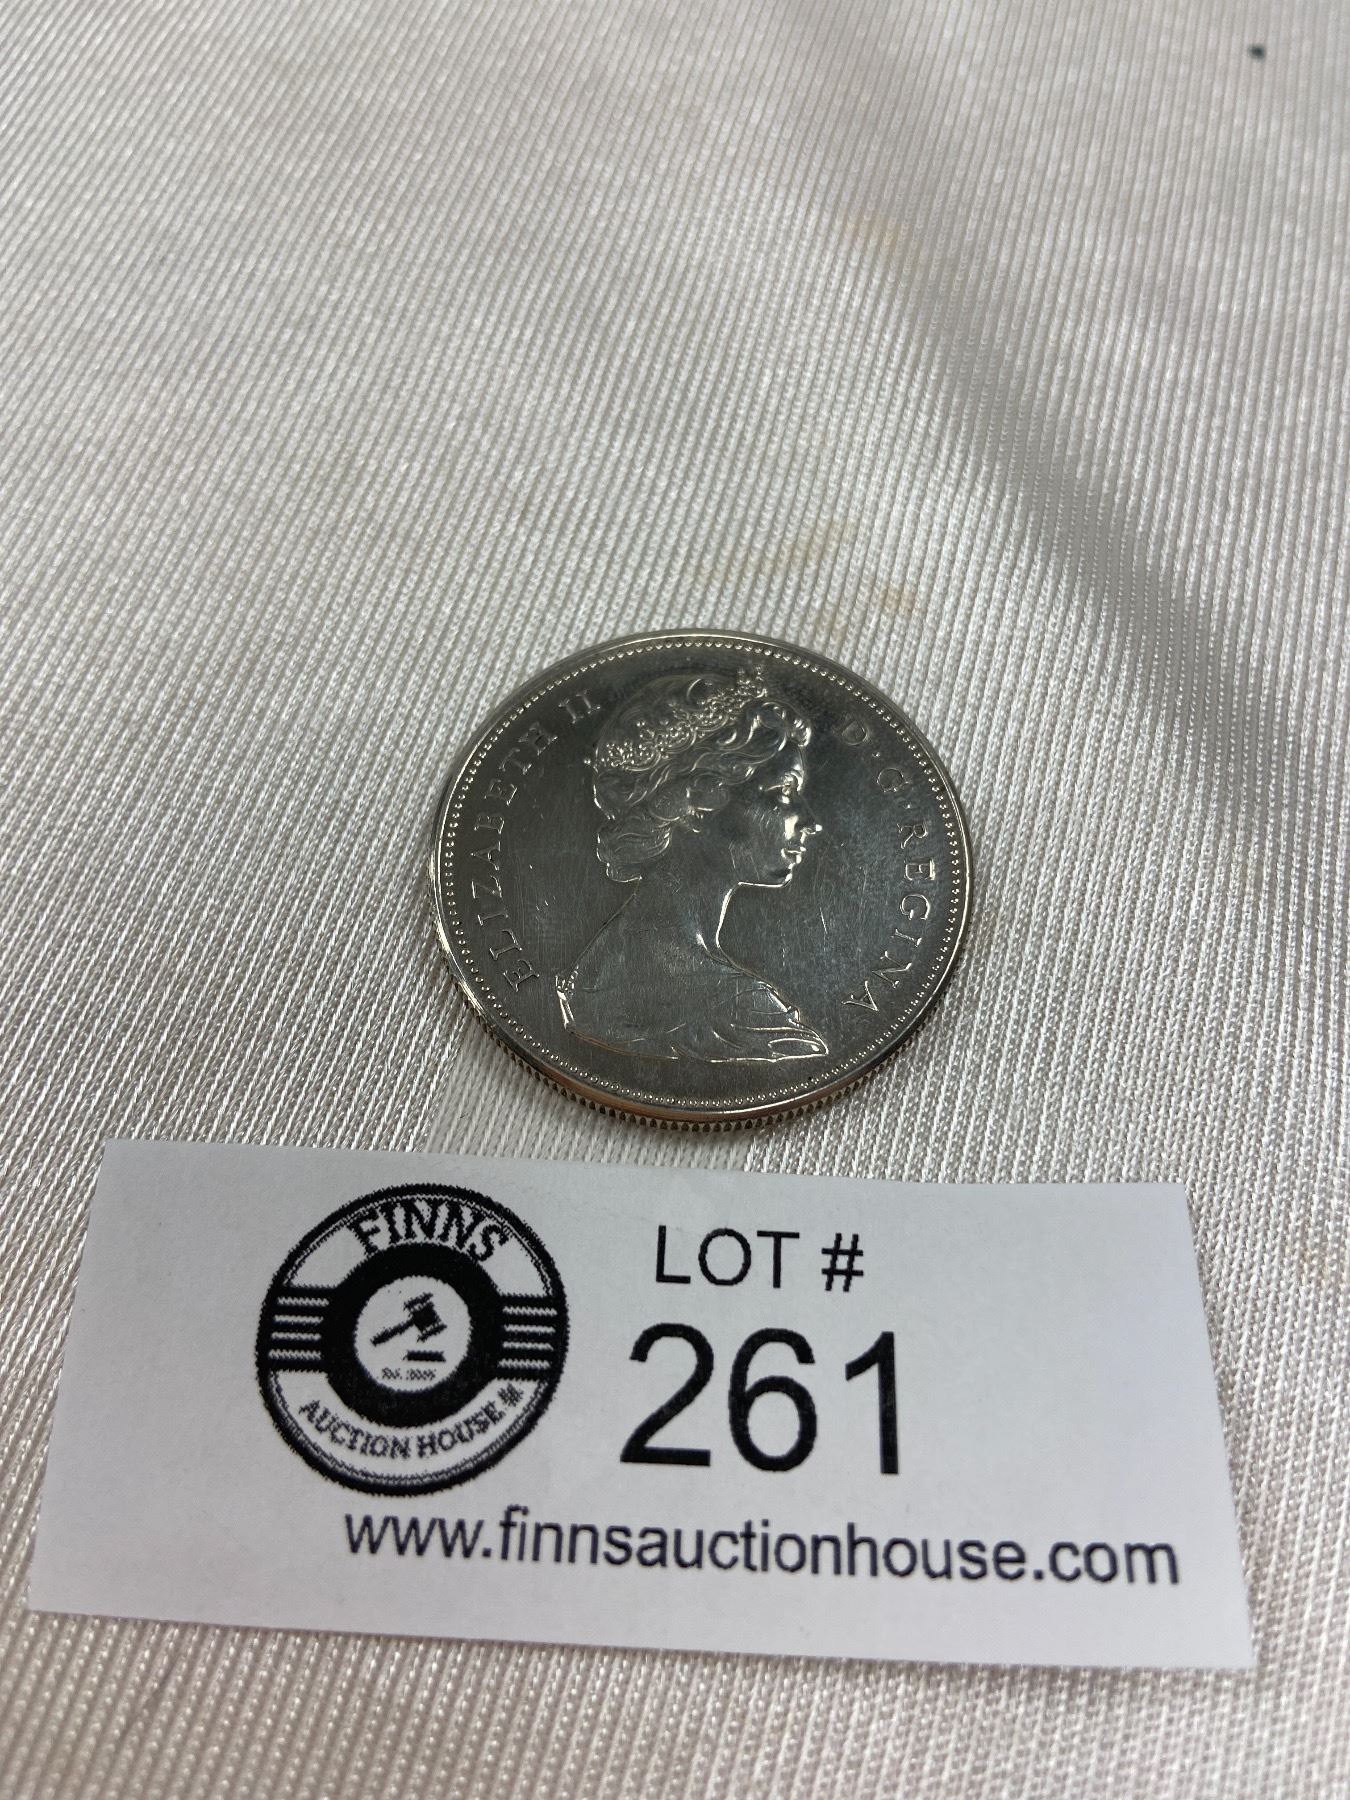 ELIZABETH II D·G·REGINA
FINNS
AUCTION HOUSE
LOT #
261
www.finnsauctionhouse.com